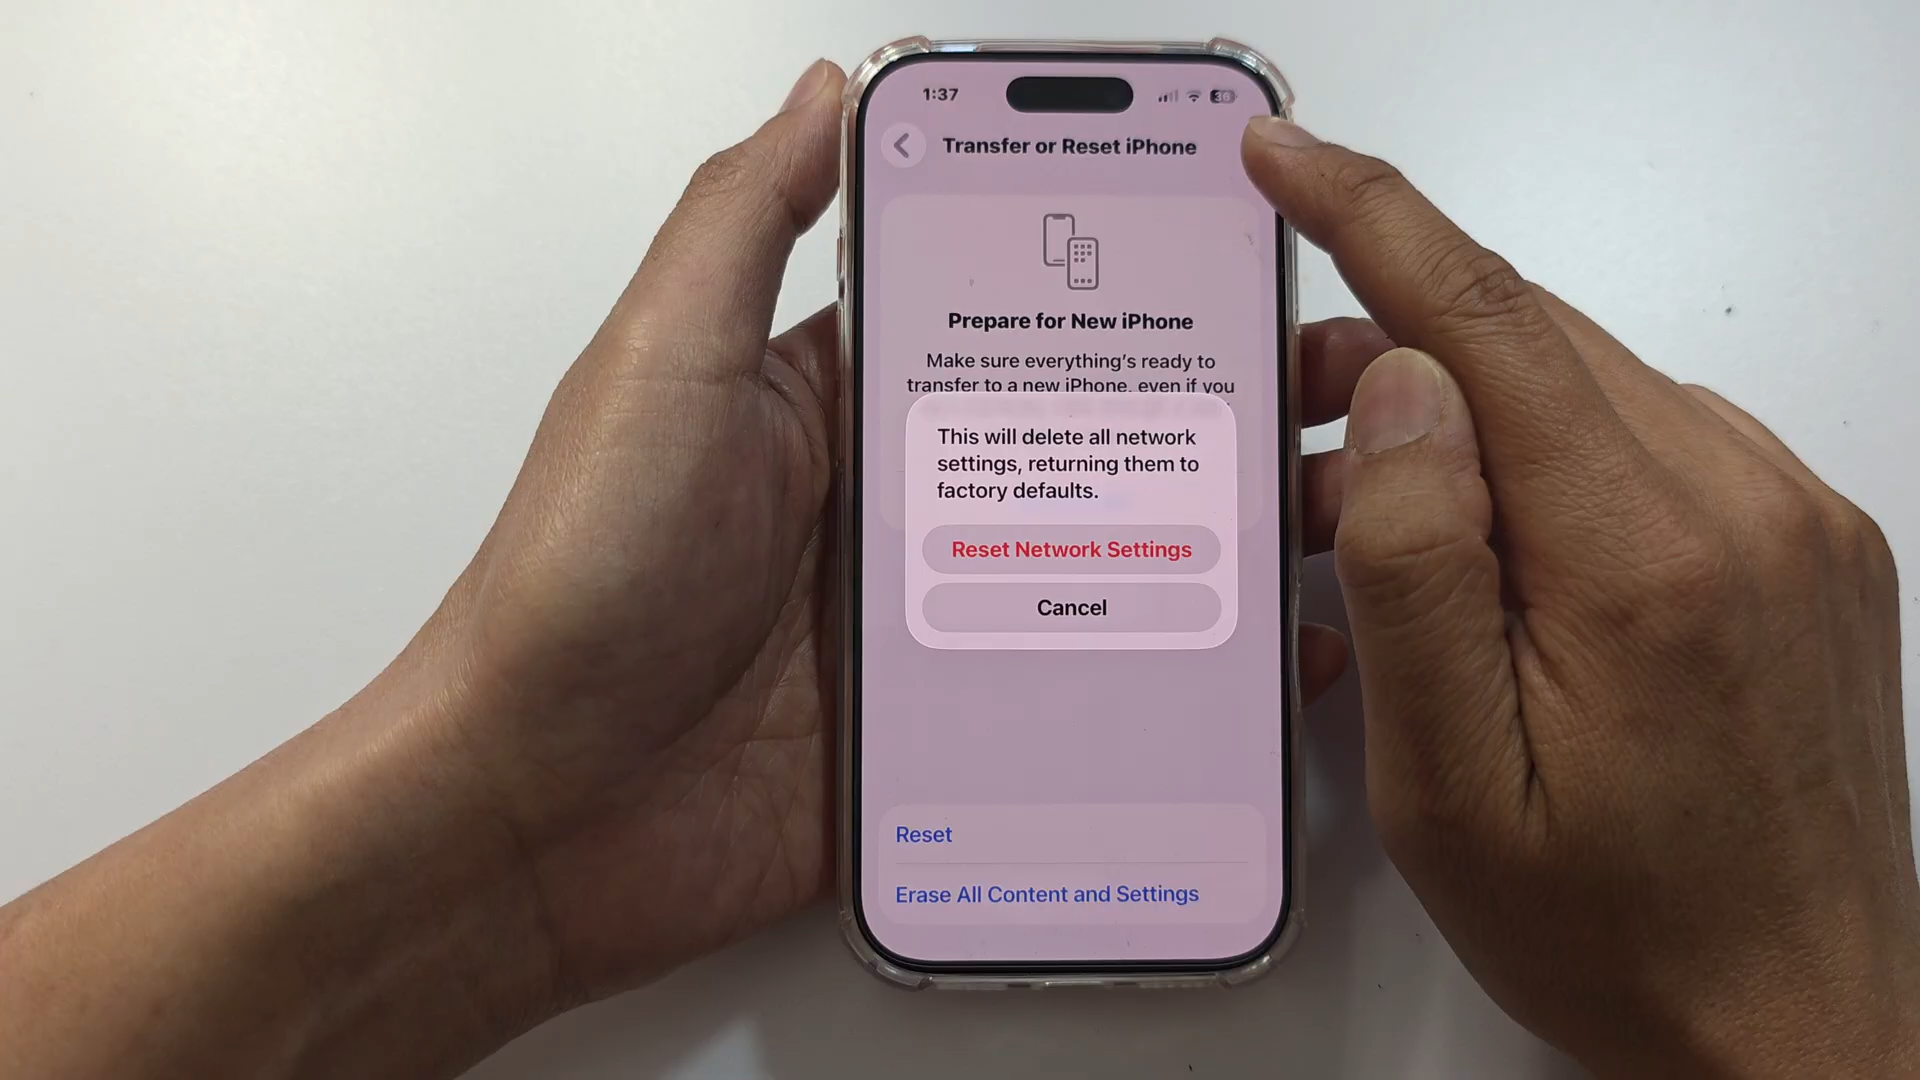 1:37
36
Transfer or Reset iPhone
Prepare for New iPhone
Make sure everything's ready to
transfer to a new iPhone, even if you
This will delete all network
settings, returning them to
factory defaults.
Reset Network Settings
Cancel
Reset
Erase All Content and Settings